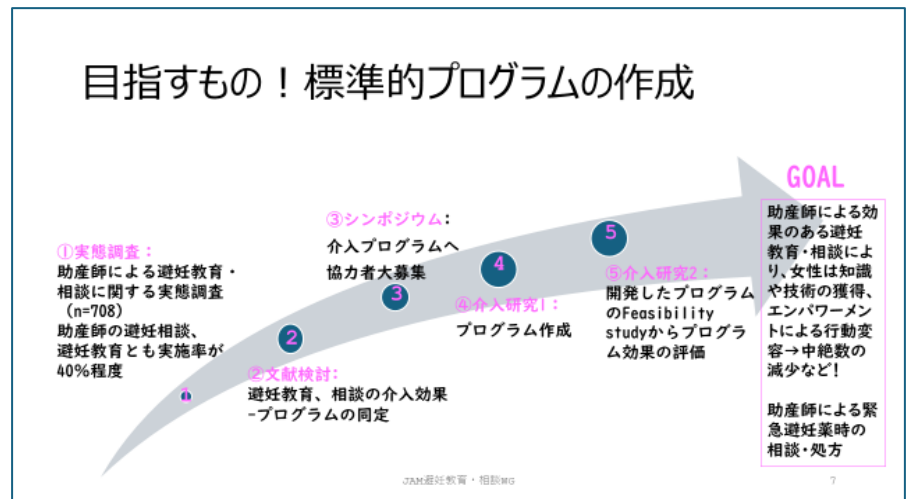 目指すもの！標準的プログラムの作成
①実態調査：
助産師による避妊教育・
相談に関する実態調査
（n=708）
助産師の避妊相談、
避妊教育とも実施率が
40％程度
1
②文献検討：
避妊教育、相談の介入効果
-プログラムの同定
2
③シンポジウム：
介入プログラムへ
協力者大募集
3
④介入研究1：
プログラム作成
4
⑤介入研究2：
開発したプログラム
のFeasibility
studyからプログラ
ム効果の評価
5
GOAL
助産師による効
果のある避妊
教育・相談によ
り、女性は知識
や技術の獲得、
エンパワーメン
トによる行動変
容→中絶数の
減少など！
助産師による緊
急避妊薬時の
相談・処方
JAM避妊教育・相談WG
7